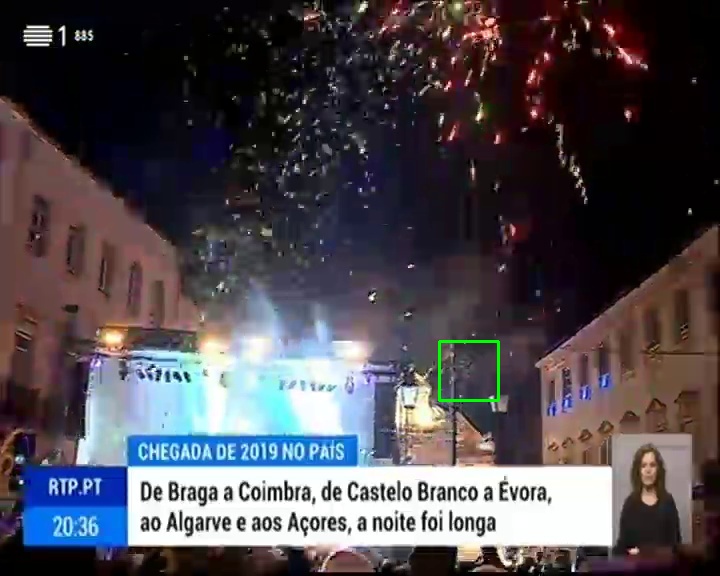 1 885
CHEGADA DE 2019 NO PAÍS
RTP.PT
De Braga a Coimbra, de Castelo Branco a Évora,
20:36
ao Algarve e aos Açores, a noite foi longa